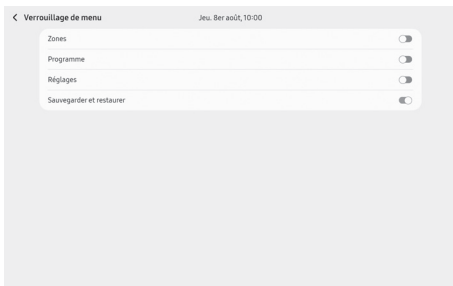 Verrouillage de menu
Jeu. 8er août, 10:00
Zones
Programme
Réglages
Sauvegarder et restaurer